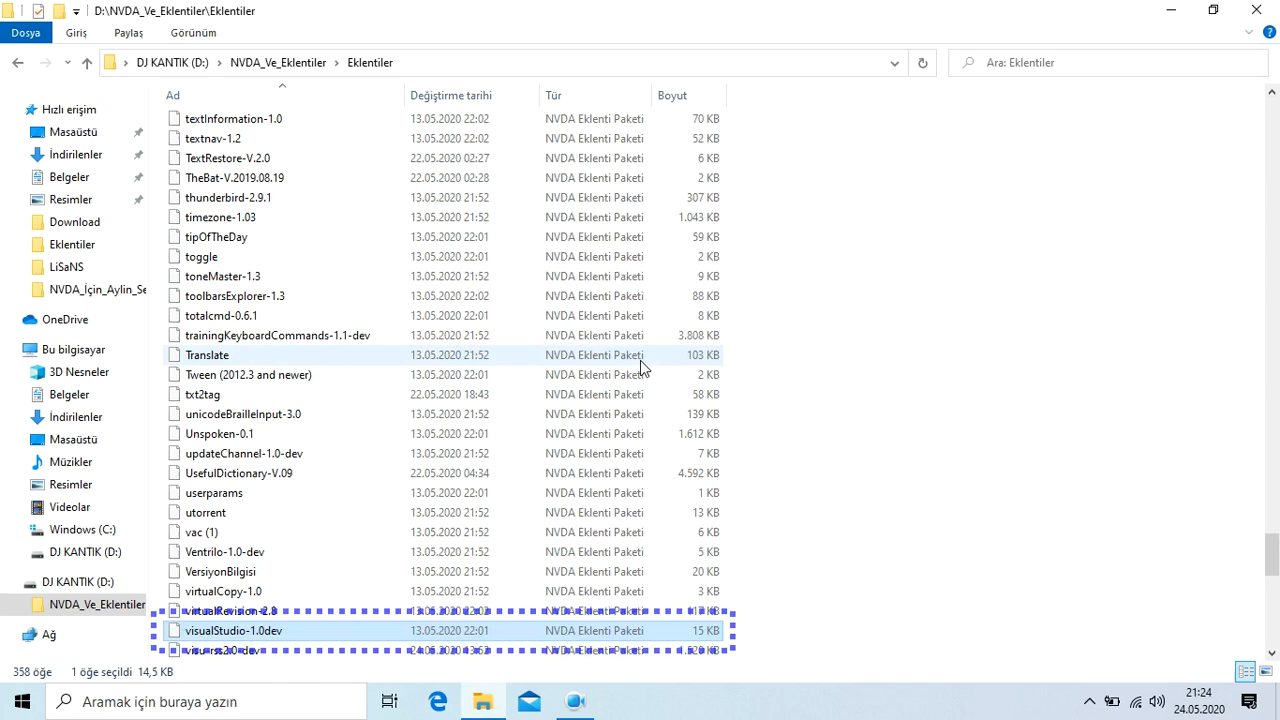 D:\NVDA_Ve_Eklentiler\Eklentiler
Dosya Giriş Paylaş Görünüm
DJ KANTIK (D:) NVDA_Ve_Eklentiler Eklentiler Ara: Eklentiler
Ad Değiştirme tarihi Tür Boyut
Hızlı erişim
Masaüstü
İndirilenler
Belgeler
Resimler
Download
Eklentiler
LiSaNS
NVDA_İçin_Aylin_Se
OneDrive
Bu bilgisayar
3D Nesneler
Belgeler
İndirilenler
Masaüstü
Müzikler
Resimler
Videolar
Windows (C:)
DJ KANTIK (D:)
DJ KANTIK (D:)
NVDA_Ve_Eklentiler
Ağ
textInformation-1.0 13.05.2020 22:02 NVDA Eklenti Paketi 70 KB
textnav-1.2 13.05.2020 22:02 NVDA Eklenti Paketi 52 KB
TextRestore-V.2.0 22.05.2020 02:27 NVDA Eklenti Paketi 6 KB
TheBat-V.2019.08.19 22.05.2020 02:28 NVDA Eklenti Paketi 2 KB
thunderbird-2.9.1 13.05.2020 21:52 NVDA Eklenti Paketi 307 KB
timezone-1.03 13.05.2020 21:52 NVDA Eklenti Paketi 1.043 KB
tipOfTheDay 13.05.2020 22:01 NVDA Eklenti Paketi 59 KB
toggle 13.05.2020 22:01 NVDA Eklenti Paketi 2 KB
toneMaster-1.3 13.05.2020 21:52 NVDA Eklenti Paketi 9 KB
toolbarsExplorer-1.3 13.05.2020 22:02 NVDA Eklenti Paketi 88 KB
totalcmd-0.6.1 13.05.2020 22:01 NVDA Eklenti Paketi 8 KB
trainingKeyboardCommands-1.1-dev 13.05.2020 21:52 NVDA Eklenti Paketi 3.808 KB
Translate 13.05.2020 21:52 NVDA Eklenti Paketi 103 KB
Tween (2012.3 and newer) 13.05.2020 22:01 NVDA Eklenti Paketi 2 KB
txt2tag 22.05.2020 18:43 NVDA Eklenti Paketi 58 KB
unicodeBrailleInput-3.0 13.05.2020 21:52 NVDA Eklenti Paketi 139 KB
Unspoken-0.1 13.05.2020 22:01 NVDA Eklenti Paketi 1.612 KB
updateChannel-1.0-dev 13.05.2020 21:52 NVDA Eklenti Paketi 7 KB
UsefulDictionary-V.09 22.05.2020 04:34 NVDA Eklenti Paketi 4.592 KB
userparams 13.05.2020 22:01 NVDA Eklenti Paketi 1 KB
utorrent 13.05.2020 21:52 NVDA Eklenti Paketi 13 KB
vac (1) 13.05.2020 21:52 NVDA Eklenti Paketi 6 KB
Ventrilo-1.0-dev 13.05.2020 21:52 NVDA Eklenti Paketi 5 KB
VersiyonBilgisi 13.05.2020 21:52 NVDA Eklenti Paketi 20 KB
virtualCopy-1.0 13.05.2020 21:52 NVDA Eklenti Paketi 3 KB
NVDA Eklenti Paketi
visualStudio-1.0dev 13.05.2020 22:01 NVDA Eklenti Paketi 15 KB
NVDA Eklenti Paketi
358 öğe 1 öğe seçildi 14,5 KB
Aramak için buraya yazın
21:24
24.05.2020